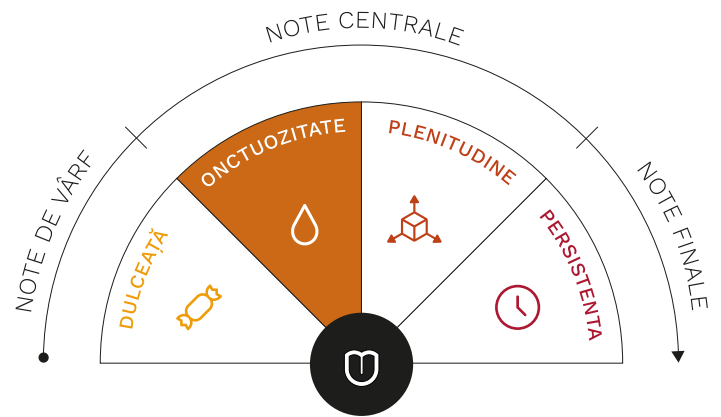 NOTE DE VÂRF
NOTE CENTRALE
NOTE FINALE
DULCEAȚĂ
ONCTUOZITATE
PLENITUDINE
PERSISTENTA